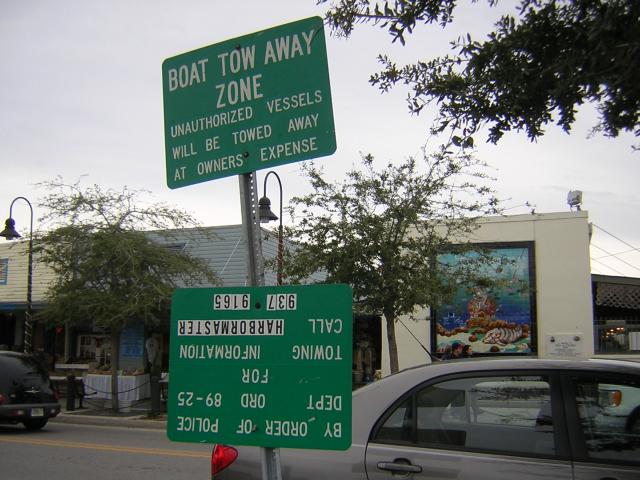 BOAT TOW AWAY
ZONE
UNAUTHORIZED VESSELS
WILL BE TOWED AWAY
AT OWNERS' EXPENSE
BY ORDER OF POLICE
DEPT ORD 89-25
FOR
TOWING INFORMATION
CALL HARBORMASTER
937 9165